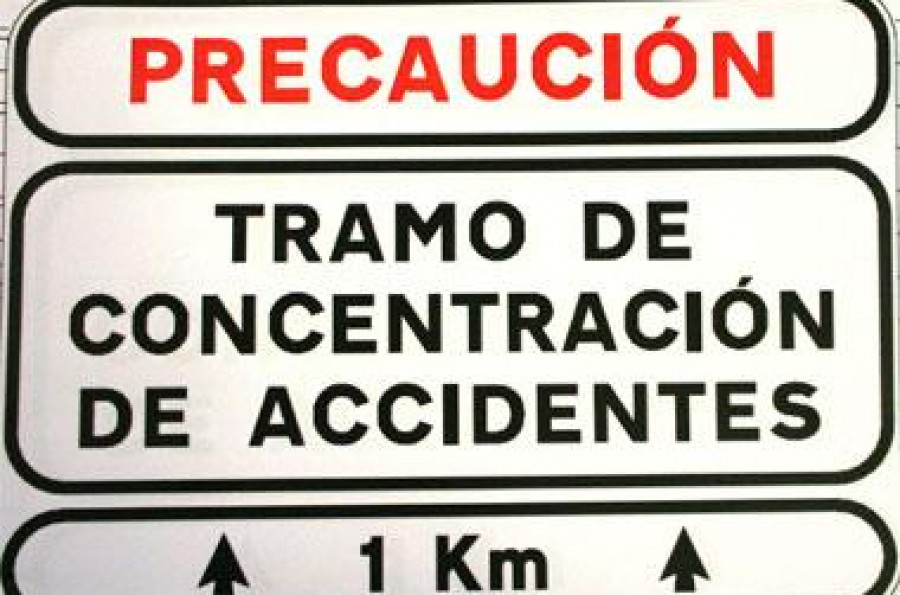 PRECAUCIÓN
TRAMO DE
CONCENTRACIÓN
DE ACCIDENTES
1 Km